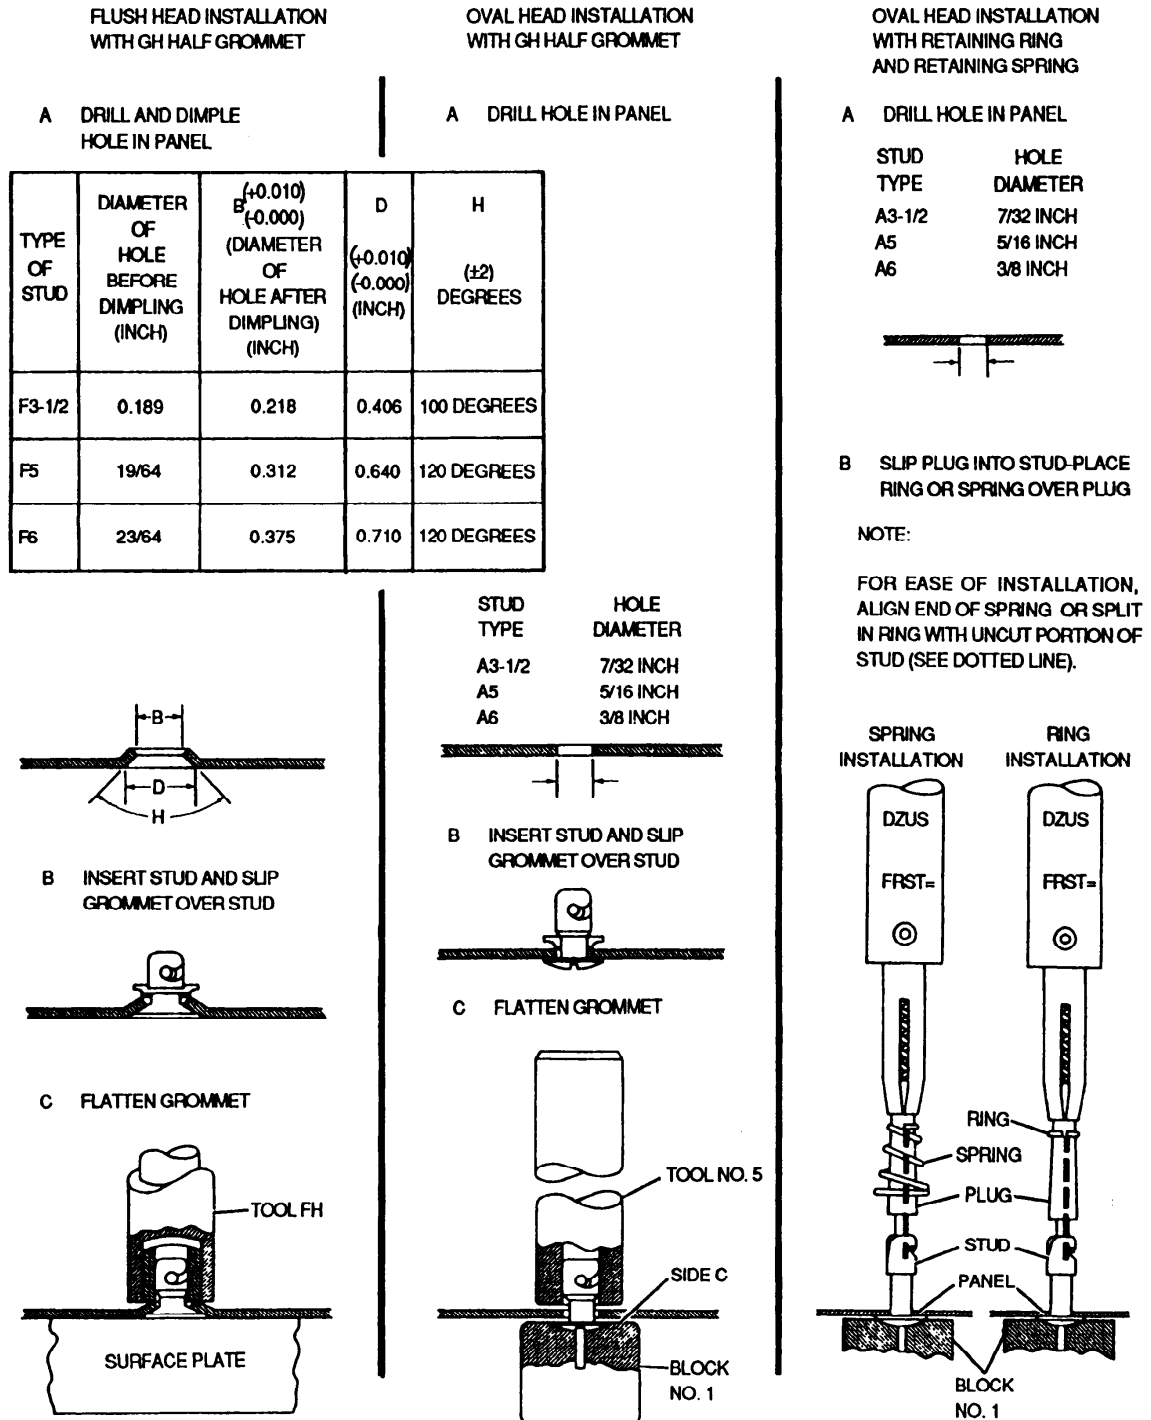 FLUSH HEAD INSTALLATION
WITH GH HALF GROMMET
A DRILL AND DIMPLE
HOLE IN PANEL
TYPE
OF
STUD
DIAMETER
OF
HOLE
BEFORE
DIMPLING
(INCH)
B (+0.010)
(-0.000)
(DIAMETER
OF
HOLE AFTER
DIMPLING)
(INCH)
D
(+0.010)
(-0.000)
(INCH)
H
(±2)
DEGREES
F3-1/2 0.189 0.218 0.406 100 DEGREES
F5 19/64 0.312 0.640 120 DEGREES
F6 23/64 0.375 0.710 120 DEGREES
B
D
H
B INSERT STUD AND SLIP
GROMMET OVER STUD
C FLATTEN GROMMET
TOOL FH
SURFACE PLATE
OVAL HEAD INSTALLATION
WITH GH HALF GROMMET
A DRILL HOLE IN PANEL
STUD HOLE
TYPE DIAMETER
A3-1/2 7/32 INCH
A5 5/16 INCH
A6 3/8 INCH
B INSERT STUD AND SLIP
GROMMET OVER STUD
C FLATTEN GROMMET
TOOL NO. 5
SIDE C
BLOCK
NO. 1
OVAL HEAD INSTALLATION
WITH RETAINING RING
AND RETAINING SPRING
A DRILL HOLE IN PANEL
STUD HOLE
TYPE DIAMETER
A3-1/2 7/32 INCH
A5 5/16 INCH
A6 3/8 INCH
B SLIP PLUG INTO STUD-PLACE
RING OR SPRING OVER PLUG
NOTE:
FOR EASE OF INSTALLATION,
ALIGN END OF SPRING OR SPLIT
IN RING WITH UNCUT PORTION OF
STUD (SEE DOTTED LINE).
SPRING RING
INSTALLATION INSTALLATION
DZUS DZUS
FRST= FRST=
RING
SPRING
PLUG
STUD
PANEL
BLOCK
NO. 1